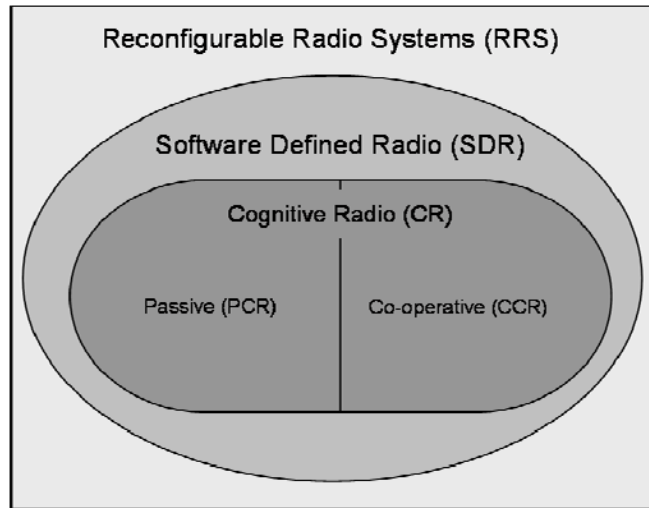 Reconfigurable Radio Systems (RRS)
Software Defined Radio (SDR)
Cognitive Radio (CR)
Passive (PCR)
Co-operative (CCR)